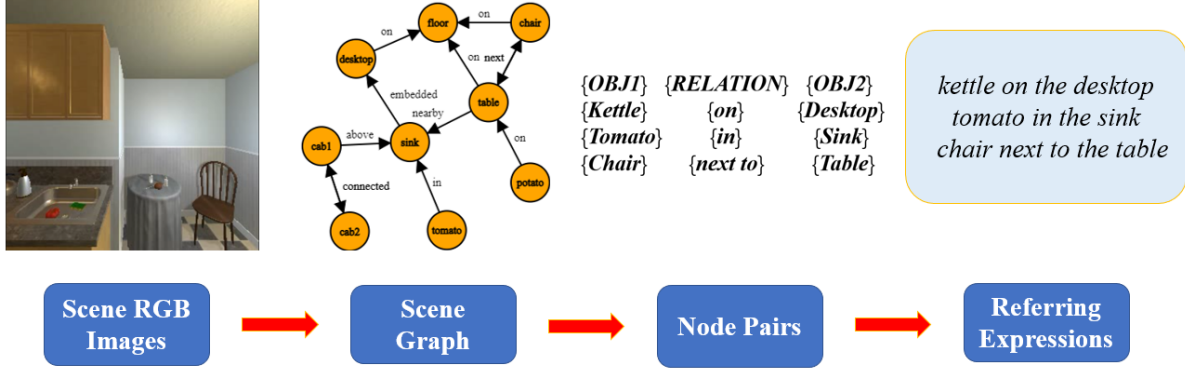 floor
on
chair
on
desktop
on
next
embedded
nearby
table
cab1
above
sink
on
connected
in
potato
cab2
tomato
{OBJ1} {RELATION} {OBJ2}
{Kettle} {on} {Desktop}
{Tomato} {in} {Sink}
{Chair} {next to} {Table}
kettle on the desktop
tomato in the sink
chair next to the table
Scene RGB
Images
Scene
Graph
Node Pairs
Referring
Expressions